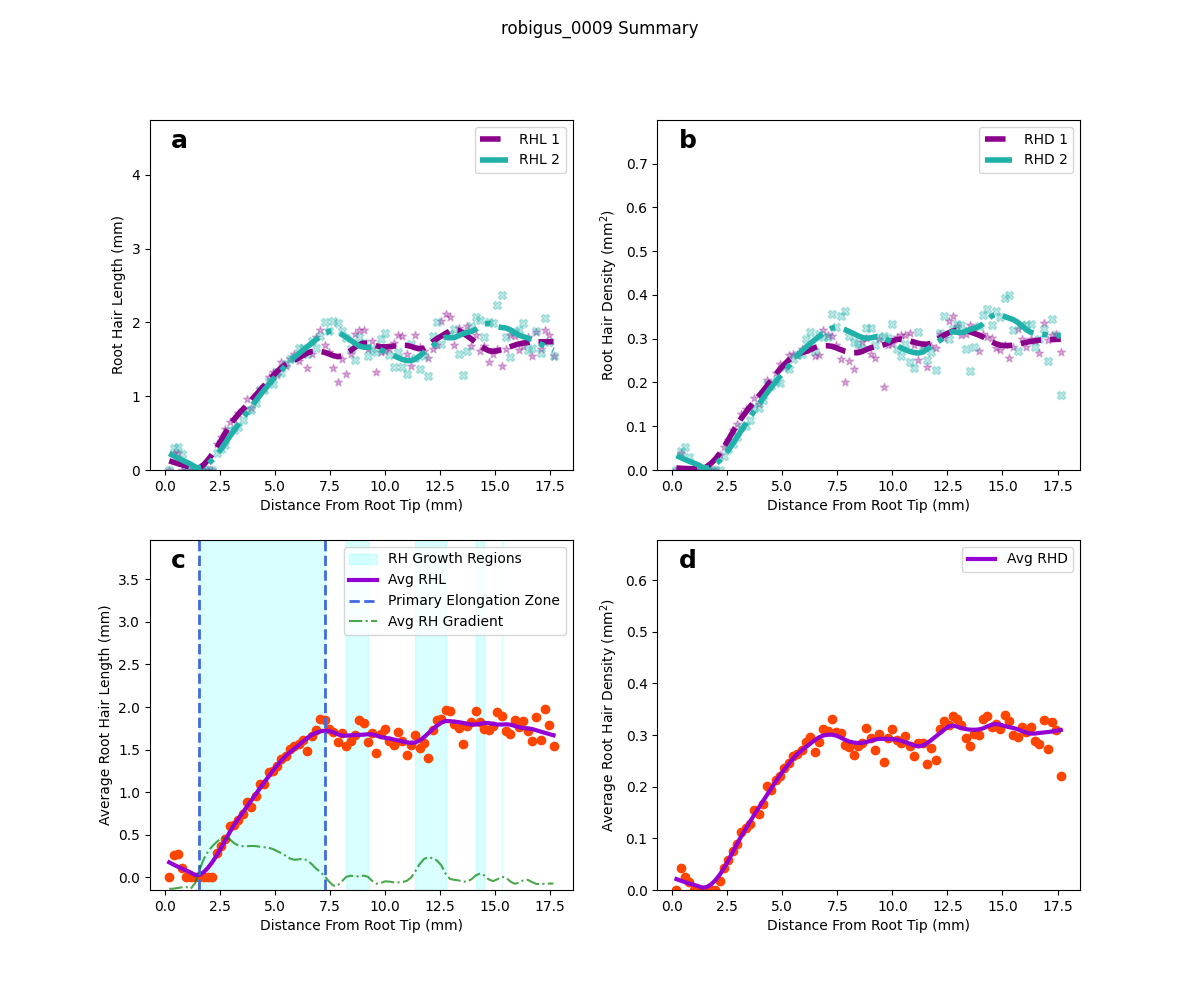 robigus_0009 Summary
a
RHL 1
RHL 2
4
3
2
1
0
Root Hair Length (mm)
0.0 2.5 5.0 7.5 10.0 12.5 15.0 17.5
Distance From Root Tip (mm)
b
RHD 1
RHD 2
0.7
0.6
0.5
0.4
0.3
0.2
0.1
0.0
Root Hair Density (mm²)
0.0 2.5 5.0 7.5 10.0 12.5 15.0 17.5
Distance From Root Tip (mm)
c
RH Growth Regions
Avg RHL
Primary Elongation Zone
Avg RH Gradient
3.5
3.0
2.5
2.0
1.5
1.0
0.5
0.0
Average Root Hair Length (mm)
0.0 2.5 5.0 7.5 10.0 12.5 15.0 17.5
Distance From Root Tip (mm)
d
Avg RHD
0.6
0.5
0.4
0.3
0.2
0.1
0.0
Average Root Hair Density (mm²)
0.0 2.5 5.0 7.5 10.0 12.5 15.0 17.5
Distance From Root Tip (mm)